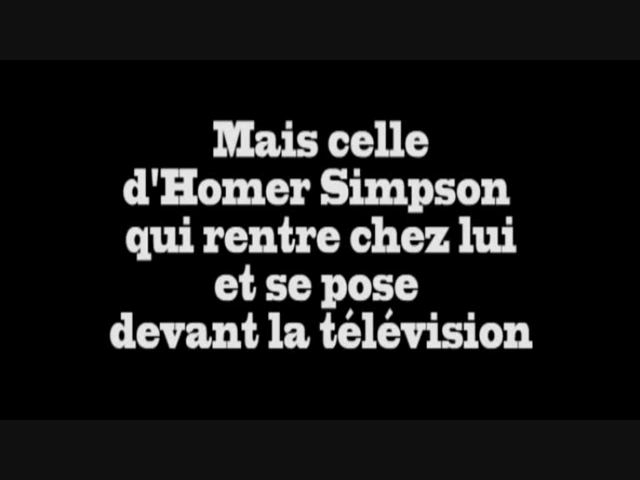 Mais celle
d'Homer Simpson
qui rentre chez lui
et se pose
devant la télévision